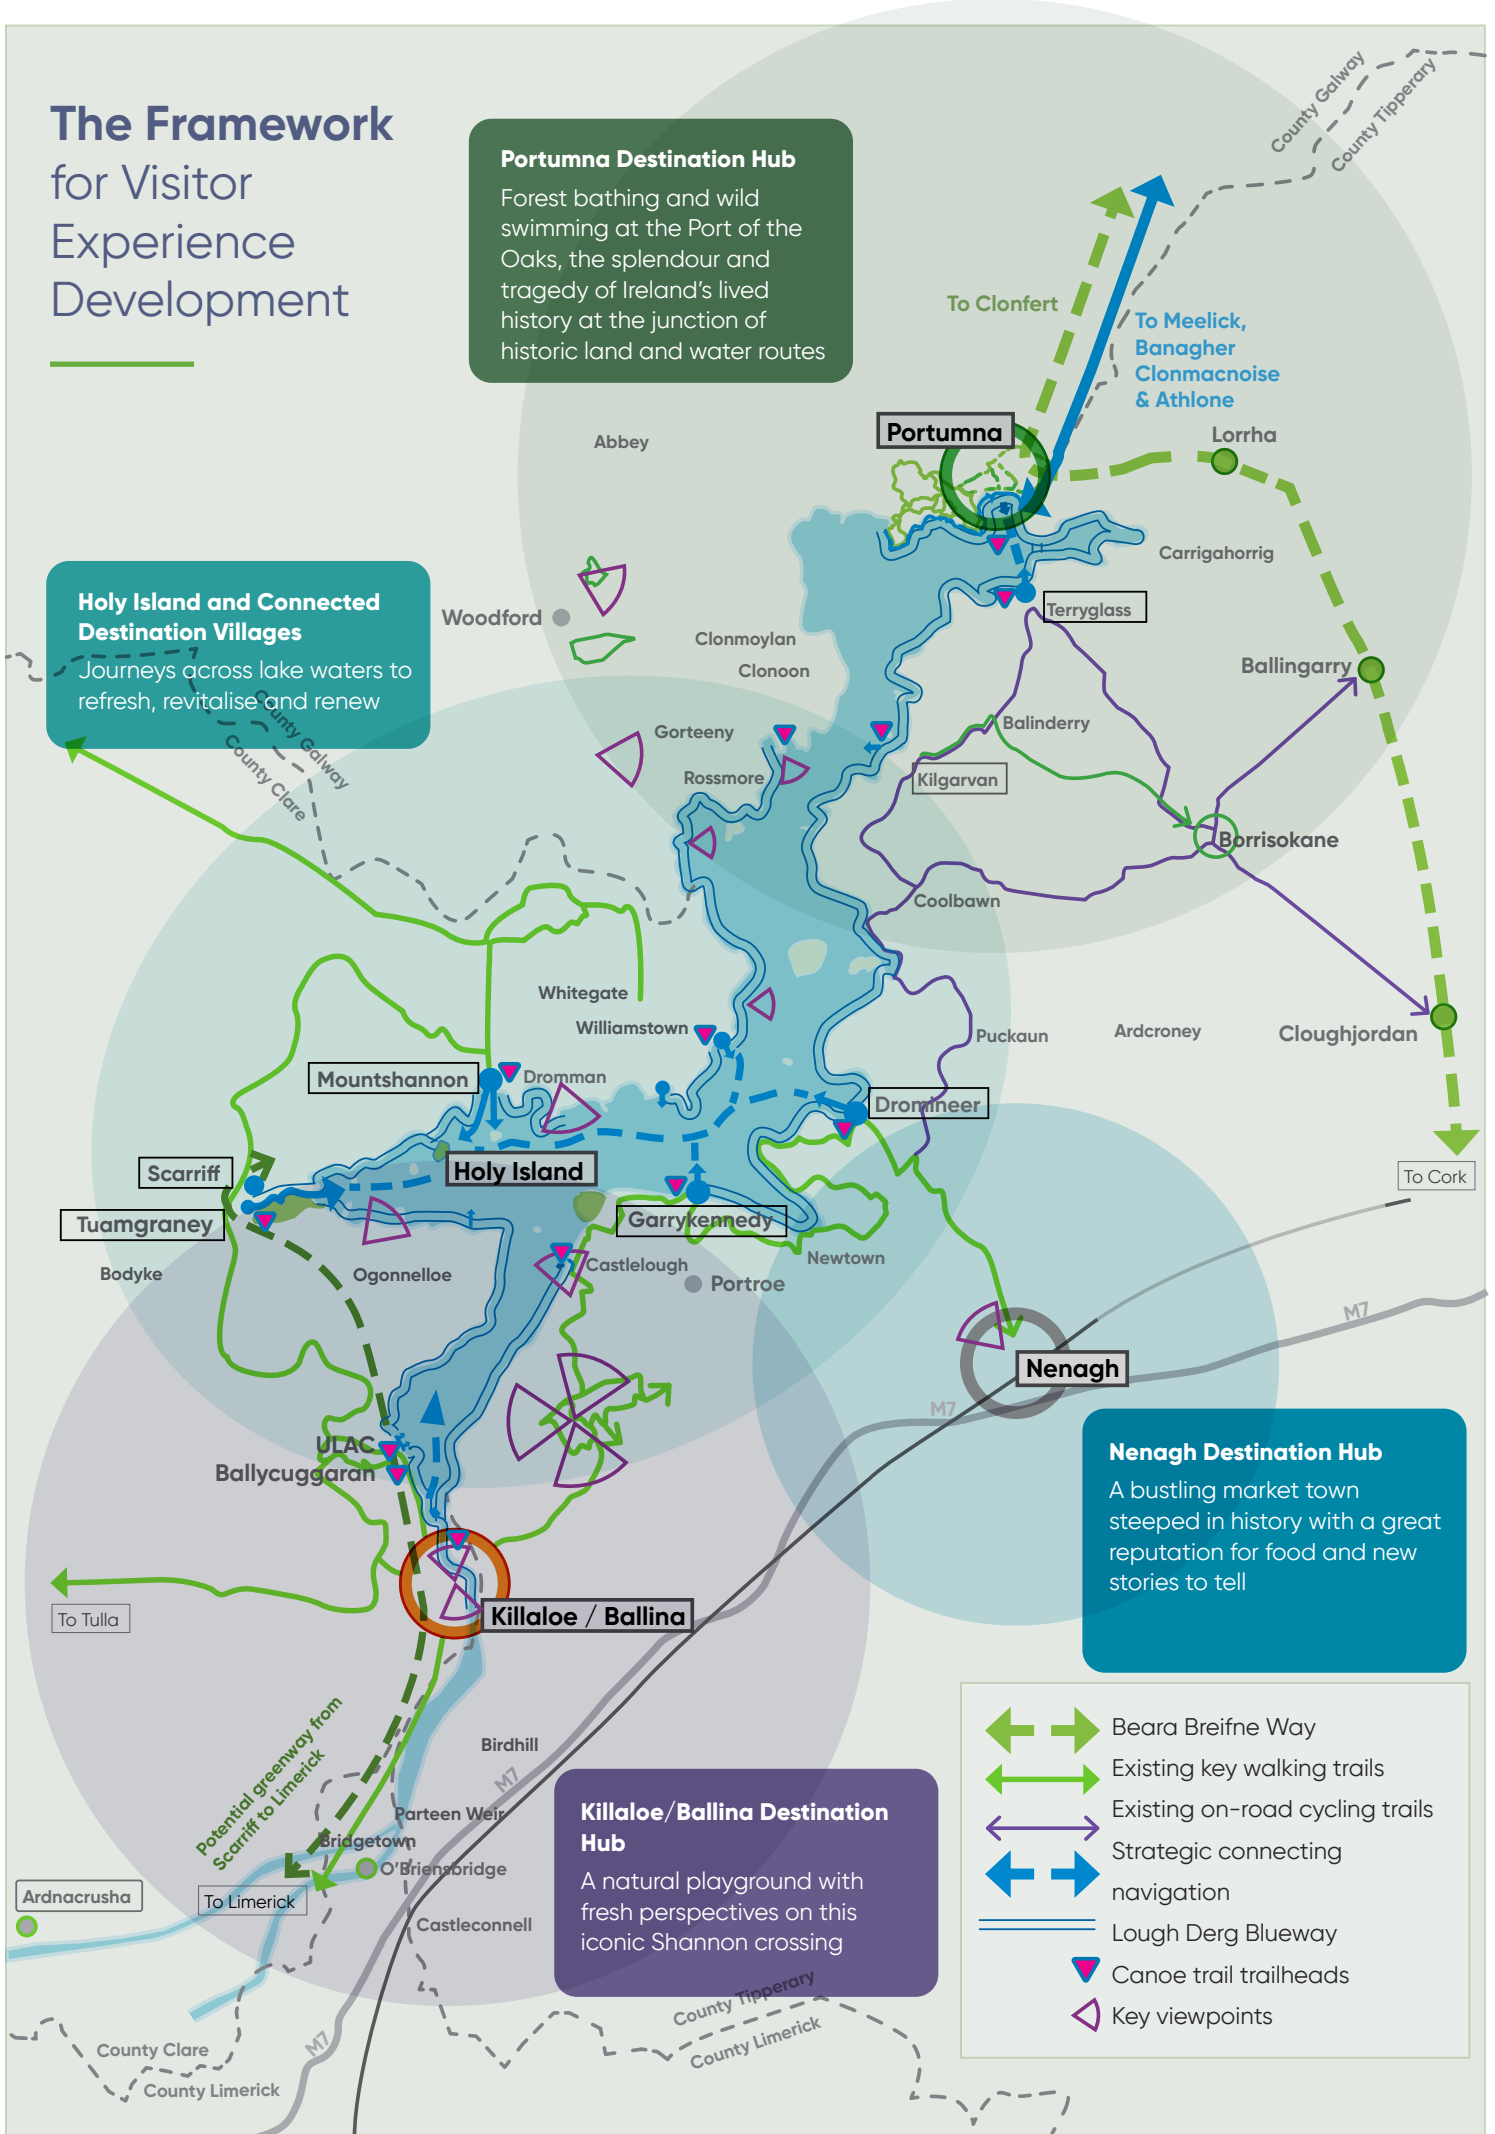 The Framework
for Visitor
Experience
Development
Portumna Destination Hub
Forest bathing and wild
swimming at the Port of the
Oaks, the splendour and
tragedy of Ireland's lived
history at the junction of
historic land and water routes
County Galway
County Tipperary
To Clonfert
To Meelick,
Banagher
Clonmacnoise
& Athlone
Portumna
Lorrha
Abbey
Carrigahorrig
Holy Island and Connected
Destination Villages
Journeys across lake waters to
refresh, revitalise and renew
County Galway
County Clare
Woodford
Terryglass
Clonmoylan
Clonoon
Ballingarry
Gorteeny
Balinderry
Rossmore
Kilgarvan
Borrisokane
Coolbawn
Whitegate
Williamstown
Puckaun
Ardcroney
Cloughjordan
Mountshannon
Dromman
Dromineer
Scarriff
Holy Island
To Cork
Tuamgraney
Garrykennedy
Newtown
Bodyke
Ogonnelloe
Castlelough
Portroe
M7
Nenagh
M7
ULAC
Ballycuggaran
Nenagh Destination Hub
A bustling market town
steeped in history with a great
reputation for food and new
stories to tell
To Tulla
Killaloe / Ballina
Potential greenway from
Scarriff to Limerick
Birdhill
M7
Parteen Weir
Bridgetown
O'Briensbridge
Ardnacrusha
To Limerick
Castleconnell
Killaloe/Ballina Destination
Hub
A natural playground with
fresh perspectives on this
iconic Shannon crossing
County Tipperary
County Limerick
M7
County Clare
County Limerick
Beara Breifne Way
Existing key walking trails
Existing on-road cycling trails
Strategic connecting
navigation
Lough Derg Blueway
Canoe trail trailheads
Key viewpoints